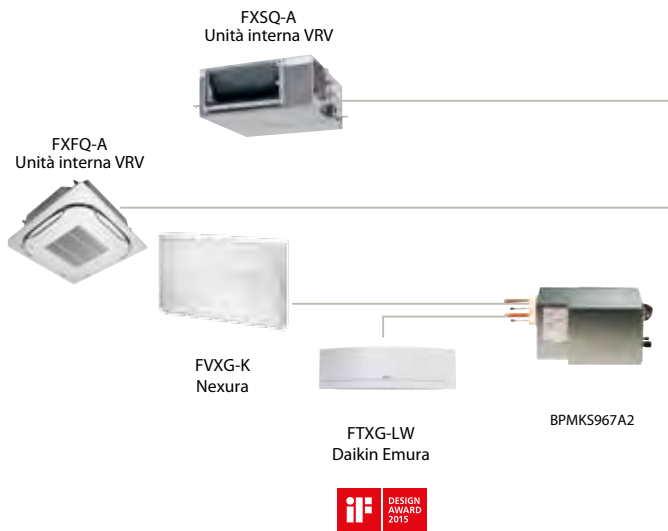 FXSQ-A
Unità interna VRV
FXFQ-A
Unità interna VRV
FVXG-K
Nexura
FTXG-LW
Daikin Emura
BPMKS967A2
iF
DESIGN
AWARD
2015